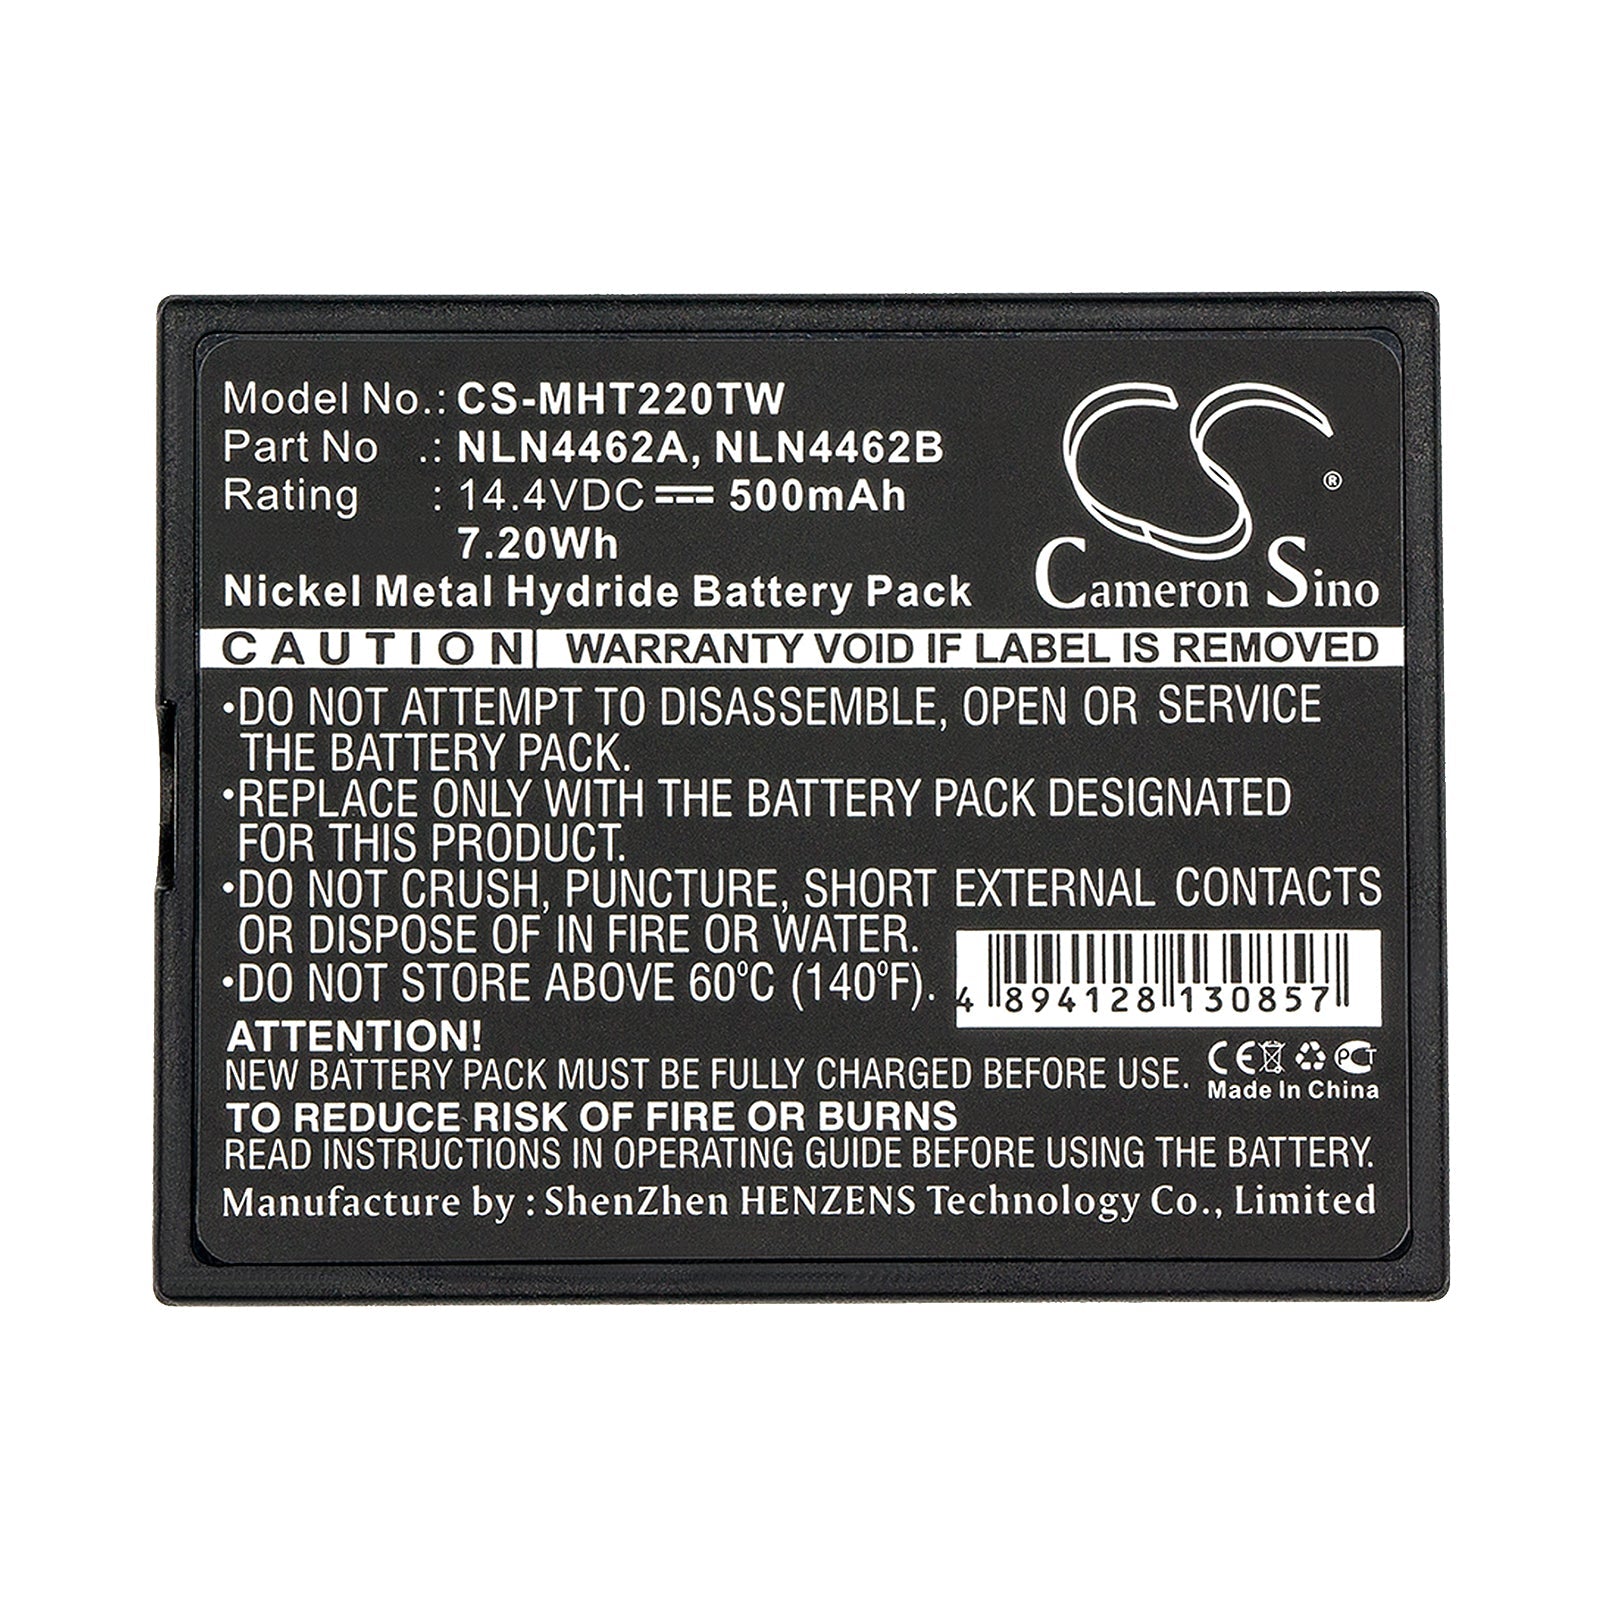 Model No.: CS-MHT220TW
Part No .: NLN4462A, NLN4462B
Rating : 14.4VDC 500mAh
7.20Wh
Nickel Metal Hydride Battery Pack
CS
®
Cameron Sino
CAUTION WARRANTY VOID IF LABEL IS REMOVED
•DO NOT ATTEMPT TO DISASSEMBLE, OPEN OR SERVICE
THE BATTERY PACK.
•REPLACE ONLY WITH THE BATTERY PACK DESIGNATED
FOR THIS PRODUCT.
•DO NOT CRUSH, PUNCTURE, SHORT EXTERNAL CONTACTS
OR DISPOSE OF IN FIRE OR WATER.
•DO NOT STORE ABOVE 60°C (140°F).
4 894128 130857
ATTENTION!
NEW BATTERY PACK MUST BE FULLY CHARGED BEFORE USE.
CE PCT
Made In China
TO REDUCE RISK OF FIRE OR BURNS
READ INSTRUCTIONS IN OPERATING GUIDE BEFORE USING THE BATTERY.
Manufacture by : ShenZhen HENZENS Technology Co., Limited